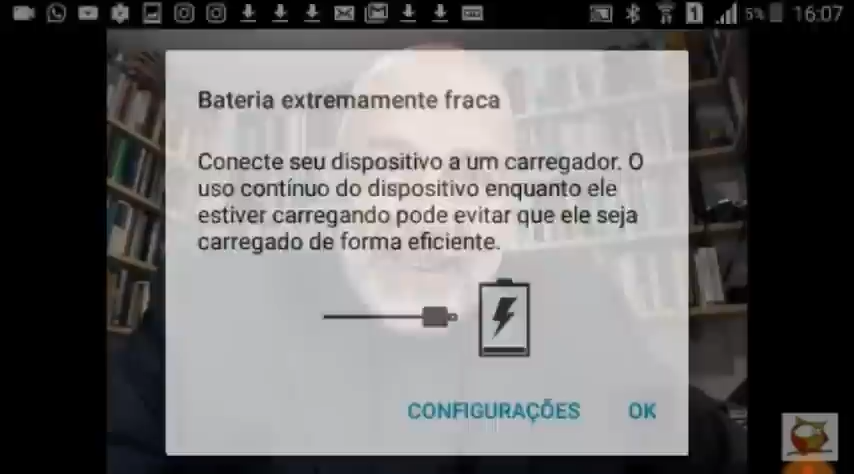 1 5% 16:07
Bateria extremamente fraca
Conecte seu dispositivo a um carregador. O
uso contínuo do dispositivo enquanto ele
estiver carregando pode evitar que ele seja
carregado de forma eficiente.
CONFIGURAÇÕES OK